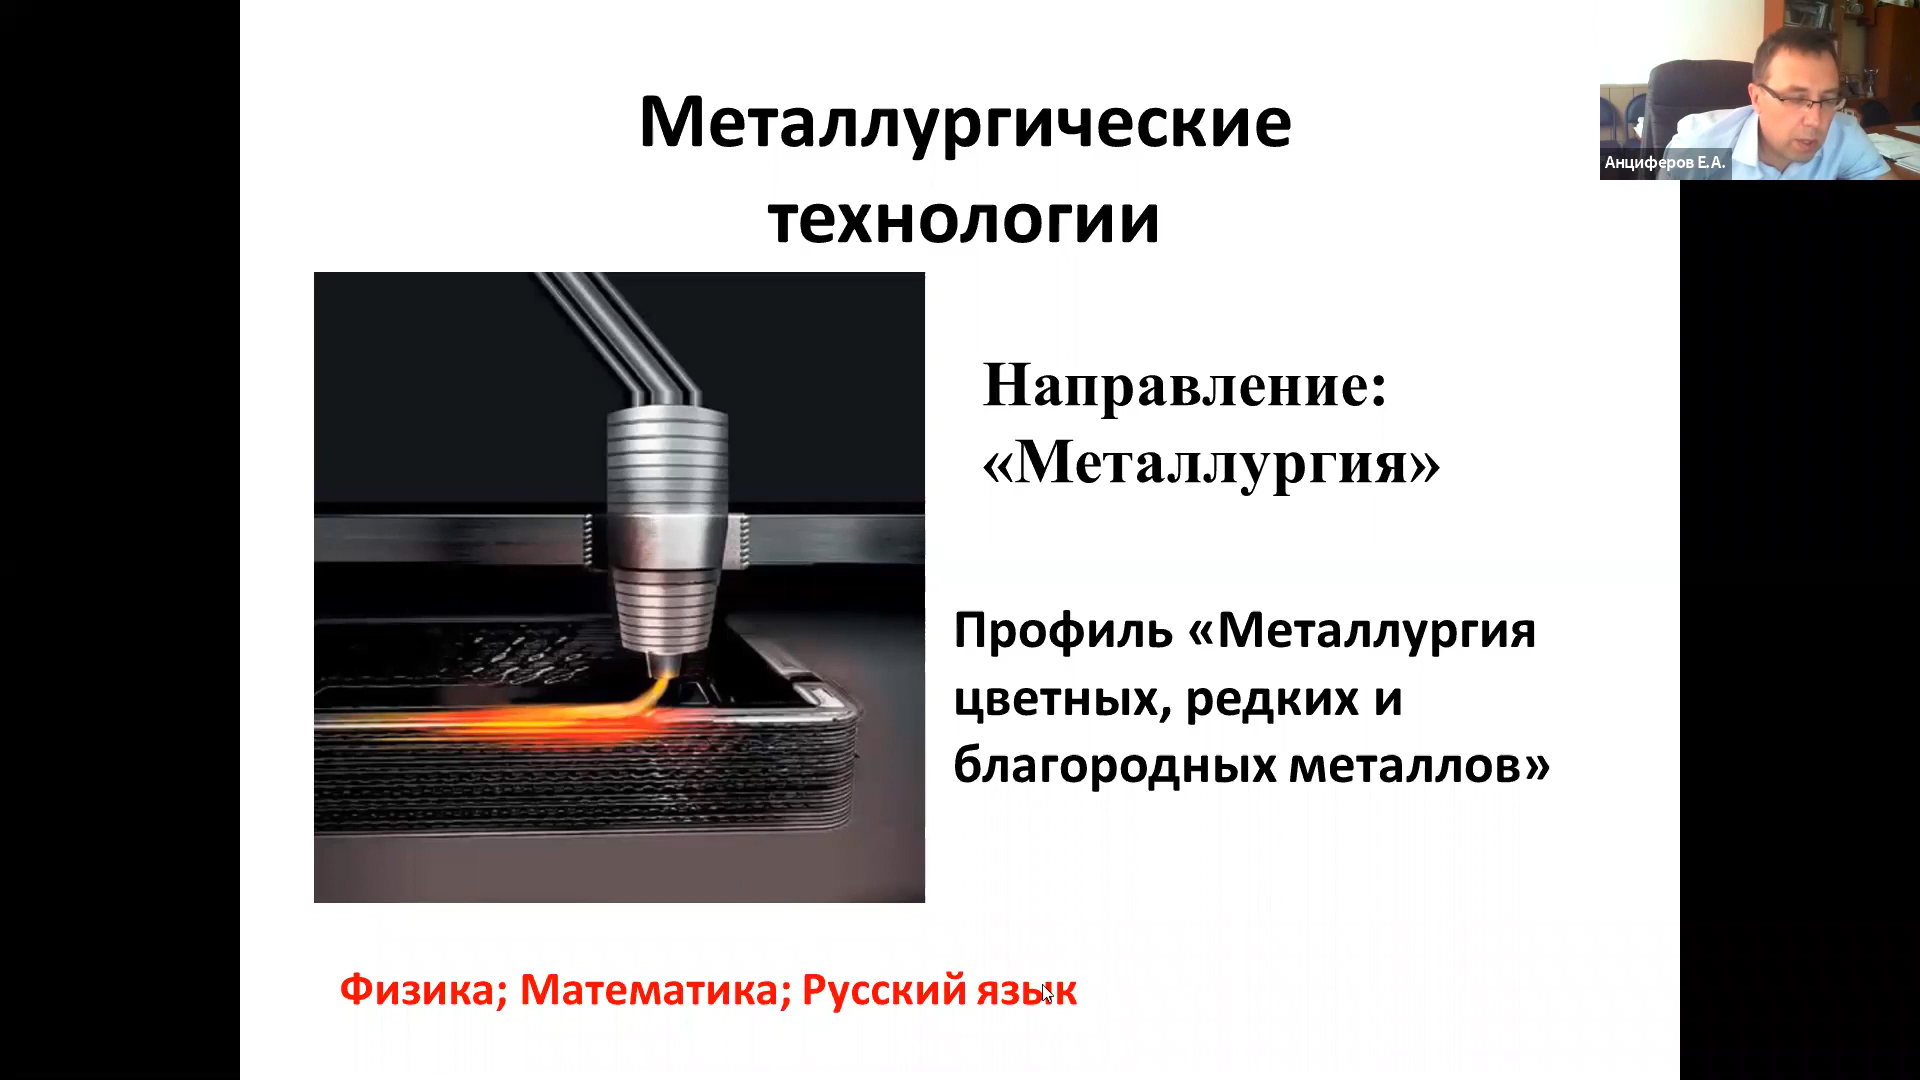 Металлургические
технологии
Анциферов Е.А.
Направление:
«Металлургия»
Профиль «Металлургия
цветных, редких и
благородных металлов»
Физика; Математика; Русский язык